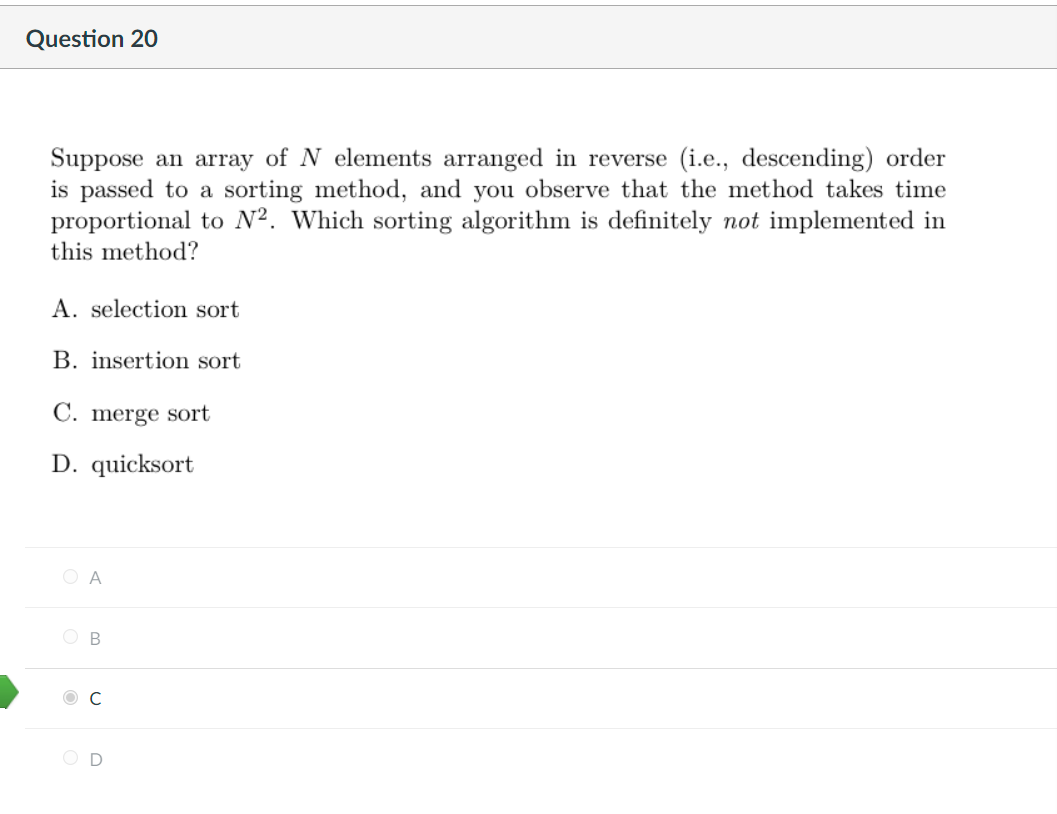 Question 20
Suppose an array of N elements arranged in reverse (i.e., descending) order
is passed to a sorting method, and you observe that the method takes time
proportional to N². Which sorting algorithm is definitely not implemented in
this method?
A. selection sort
B. insertion sort
C. merge sort
D. quicksort
A
B
C
D